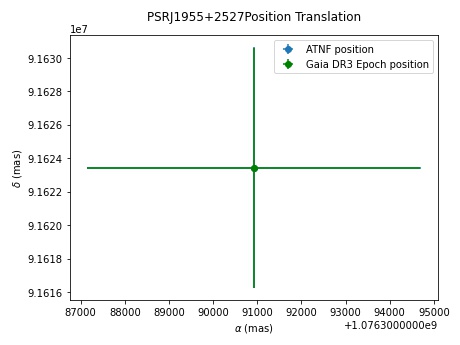 PSRJ1955+2527Position Translation
1e7
ATNF position
Gaia DR3 Epoch position
9.1630
9.1628
9.1626
9.1624
9.1622
9.1620
9.1618
9.1616
δ (mas)
87000 88000 89000 90000 91000 92000 93000 94000 95000
α (mas)
+1.0763000000e9